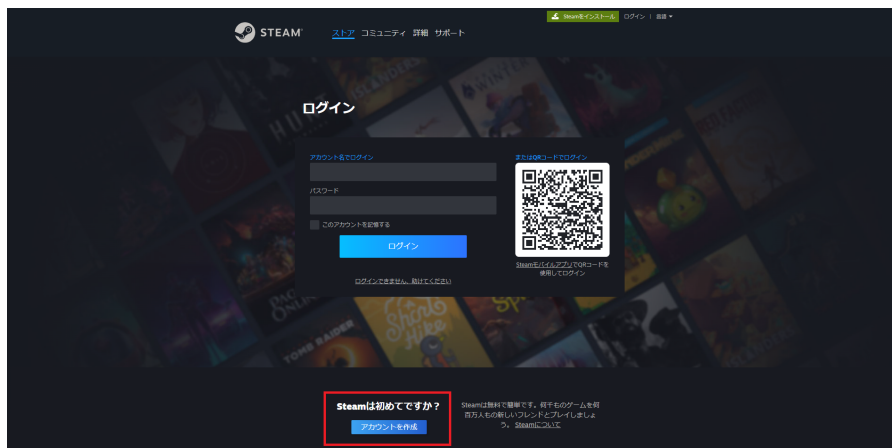 Steamをインストール ログイン | 言語
STEAM ストア コミュニティ 詳細 サポート
ログイン
アカウント名でログイン
パスワード
このアカウントを記憶する
ログイン
ログインできません、助けてください
またはQRコードでログイン
SteamモバイルアプリでQRコードを
使用してログイン
HUNT
ISLANDERS
WINTER
TOMB RAIDER
A Short
Hike
Steamは初めてですか？
アカウントを作成
Steamは無料で簡単です。何千ものゲームを何
百万人もの新しいフレンドとプレイしましょ
う。 Steamについて